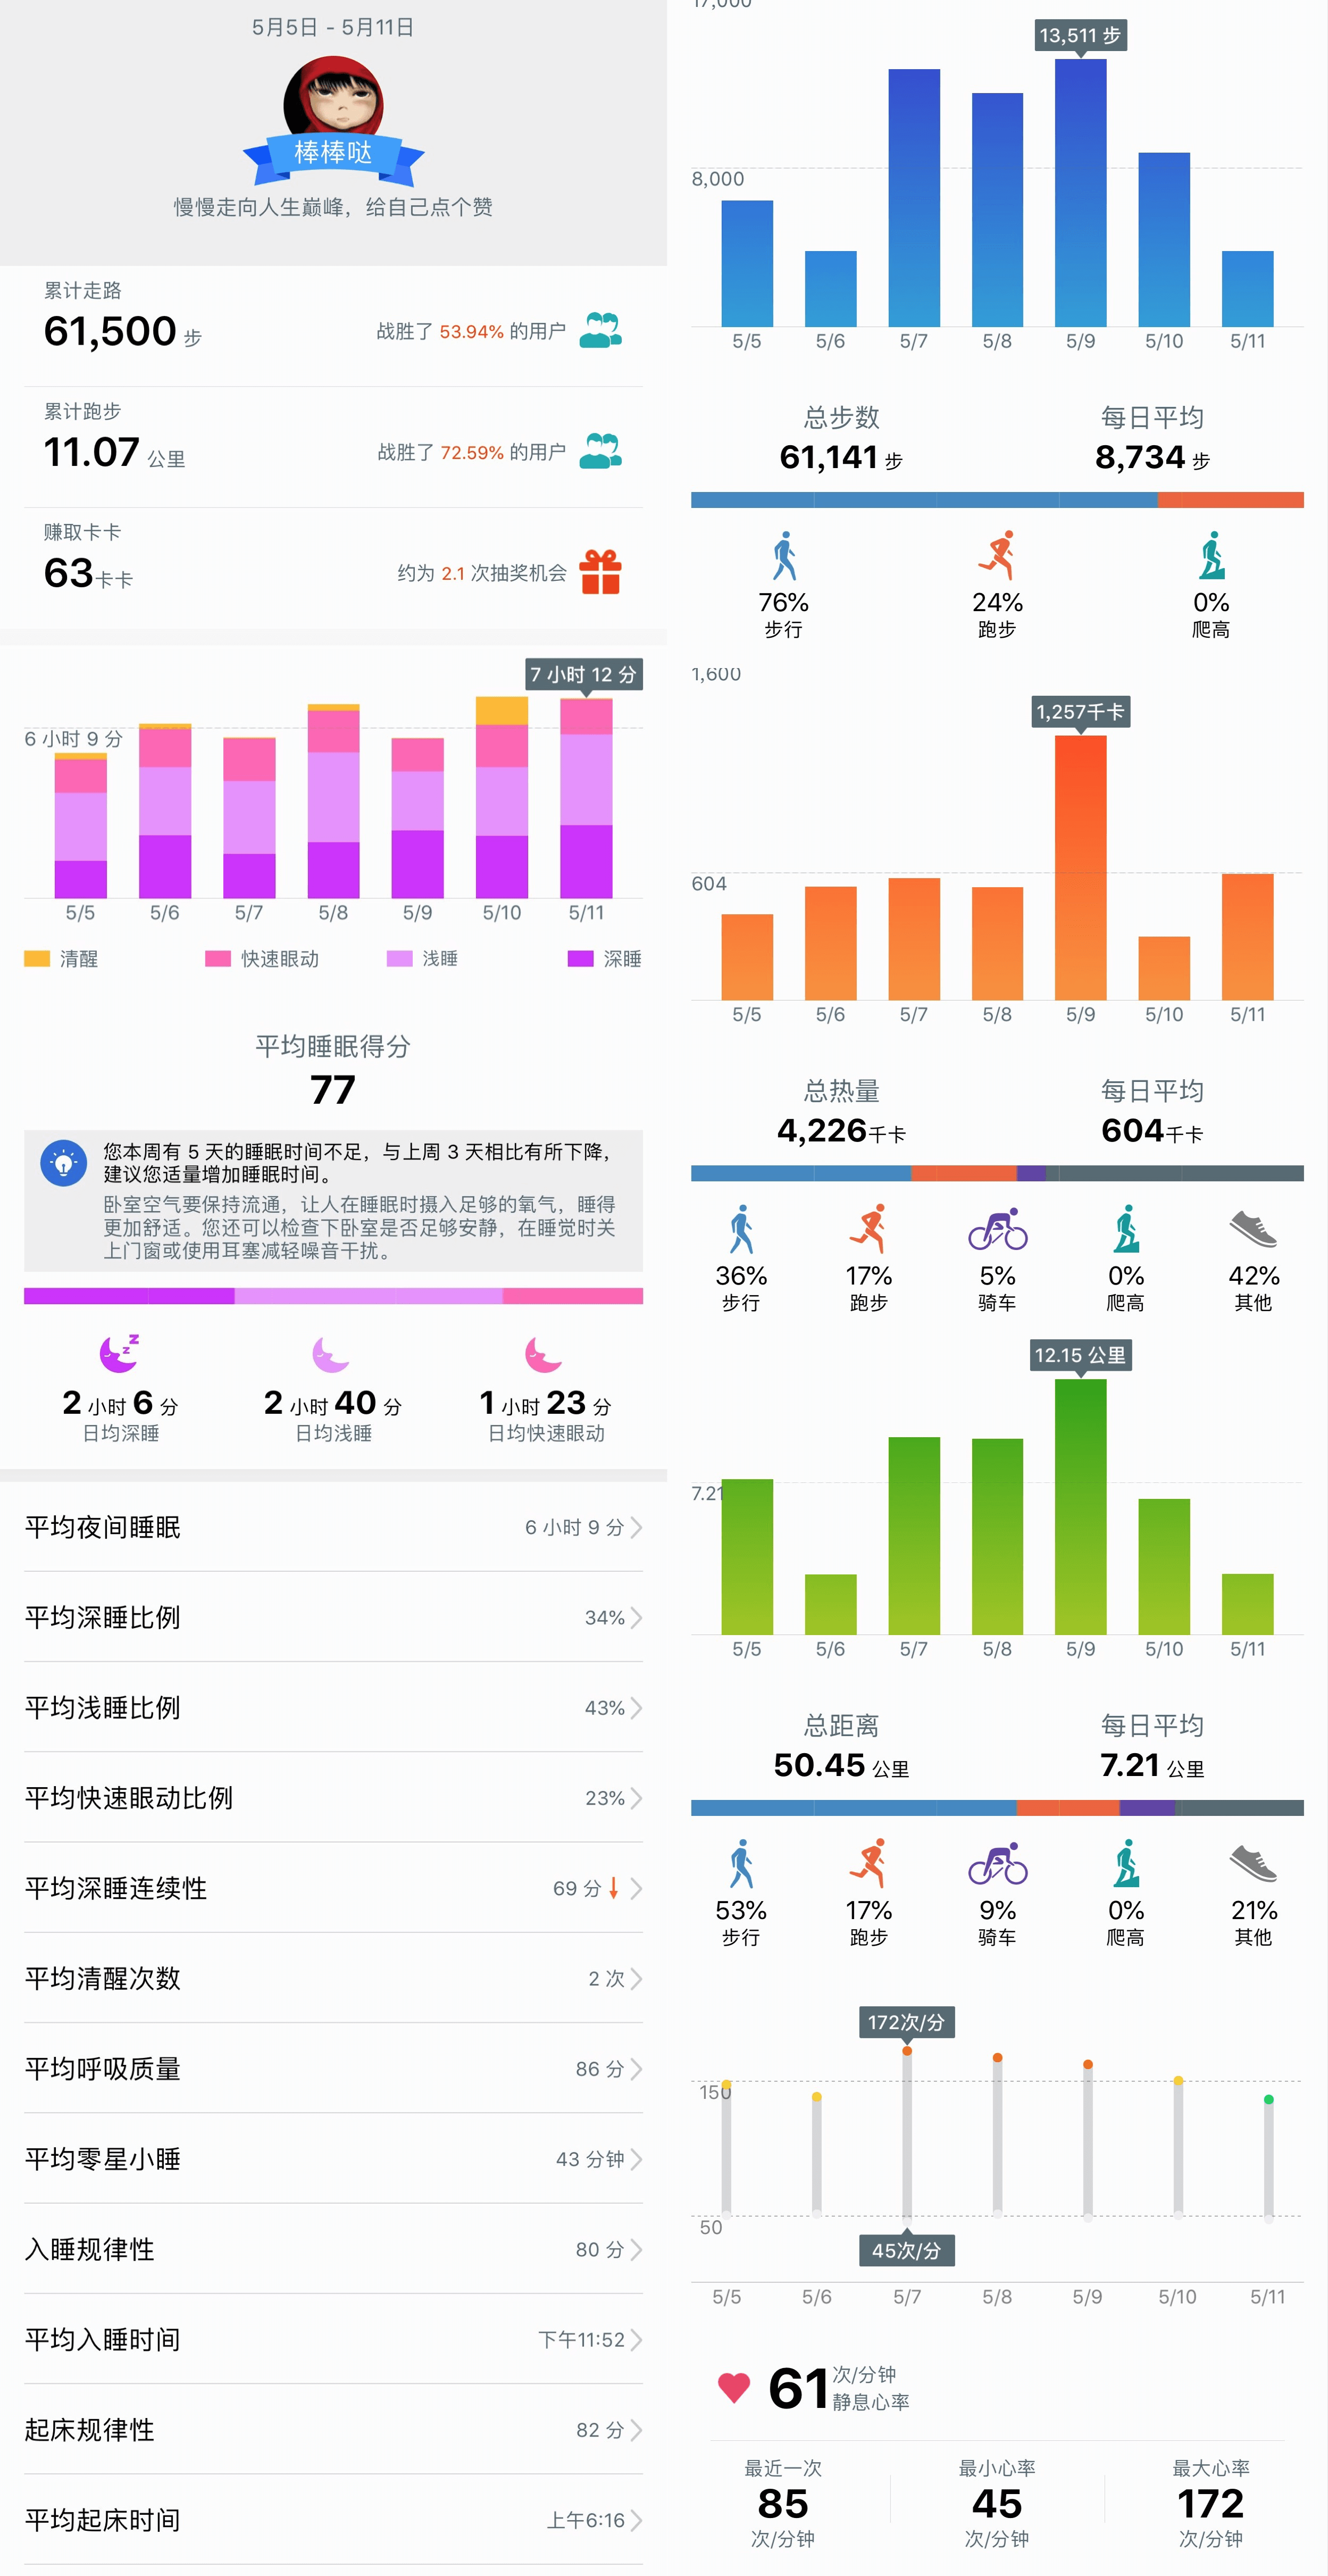 5月5日 - 5月11日
棒棒哒
慢慢走向人生巅峰，给自己点个赞
累计走路
61,500 步
战胜了 53.94% 的用户
累计跑步
11.07 公里
战胜了 72.59% 的用户
赚取卡卡
63卡卡
约为 2.1 次抽奖机会
7 小时 12 分
6 小时 9 分
5/5 5/6 5/7 5/8 5/9 5/10 5/11
清醒 快速眼动 浅睡 深睡
平均睡眠得分
77
您本周有 5 天的睡眠时间不足，与上周 3 天相比有所下降，
建议您适量增加睡眠时间。
卧室空气要保持流通，让人在睡眠时摄入足够的氧气，睡得
更加舒适。您还可以检查下卧室是否足够安静，在睡觉时关
上门窗或使用耳塞减轻噪音干扰。
2 小时 6 分 2 小时 40 分 1 小时 23 分
日均深睡 日均浅睡 日均快速眼动
平均夜间睡眠 6 小时 9 分
平均深睡比例 34%
平均浅睡比例 43%
平均快速眼动比例 23%
平均深睡连续性 69 分
平均清醒次数 2 次
平均呼吸质量 86 分
平均零星小睡 43 分钟
入睡规律性 80 分
平均入睡时间 下午11:52
起床规律性 82 分
平均起床时间 上午6:16
17,000
13,511 步
8,000
5/5 5/6 5/7 5/8 5/9 5/10 5/11
总步数 每日平均
61,141 步 8,734 步
76% 24% 0%
步行 跑步 爬高
1,600
1,257千卡
604
5/5 5/6 5/7 5/8 5/9 5/10 5/11
总热量 每日平均
4,226千卡 604千卡
36% 17% 5% 0% 42%
步行 跑步 骑车 爬高 其他
12.15 公里
7.21
5/5 5/6 5/7 5/8 5/9 5/10 5/11
总距离 每日平均
50.45 公里 7.21 公里
53% 17% 9% 0% 21%
步行 跑步 骑车 爬高 其他
172次/分
150
50
45次/分
5/5 5/6 5/7 5/8 5/9 5/10 5/11
61 次/分钟
静息心率
最近一次 最小心率 最大心率
85 45 172
次/分钟 次/分钟 次/分钟